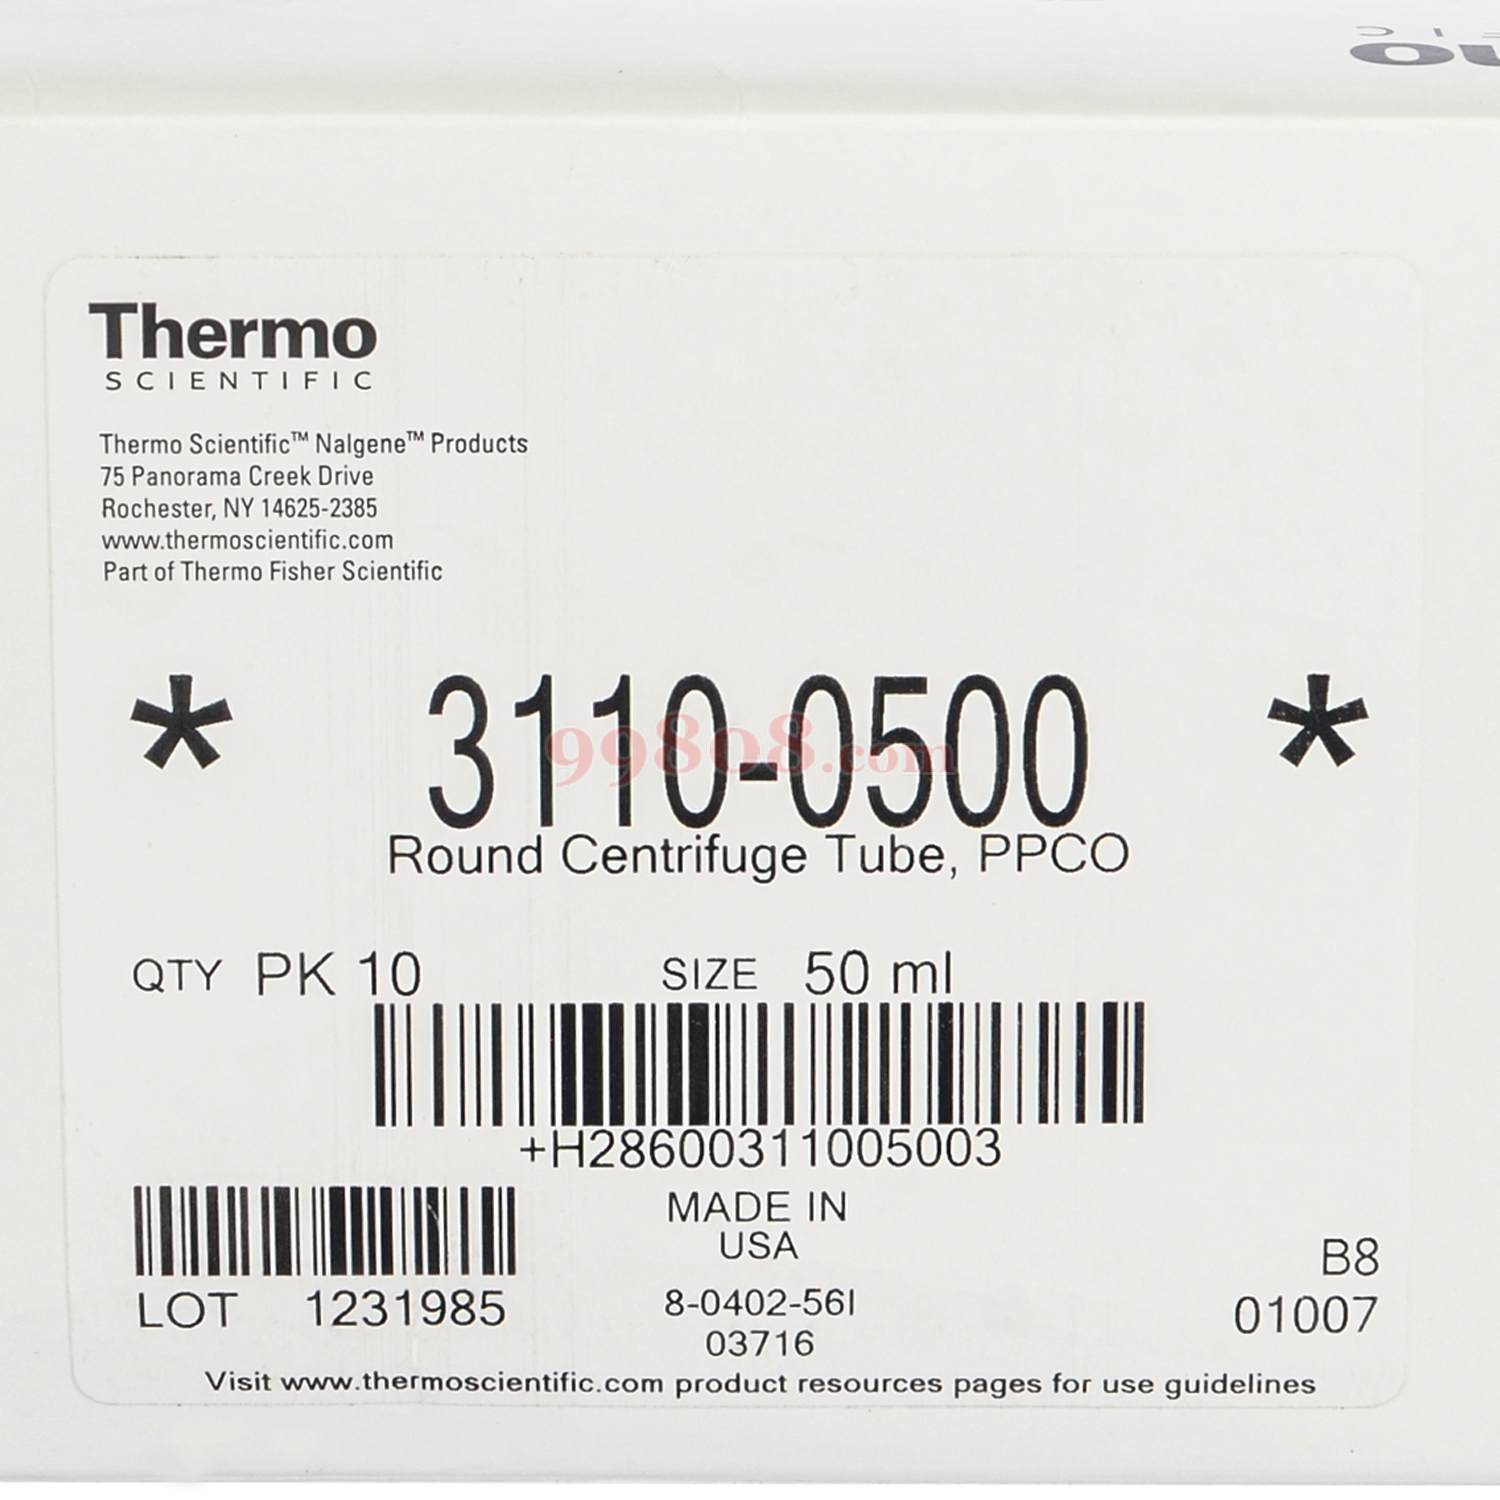 Thermo
SCIENTIFIC
Thermo Scientific™ Nalgene™ Products
75 Panorama Creek Drive
Rochester, NY 14625-2385
www.thermoscientific.com
Part of Thermo Fisher Scientific
* 3110-0500 *
99808.com
Round Centrifuge Tube, PPCO
QTY PK 10 SIZE 50 ml
+H28600311005003
MADE IN
USA
B8
LOT 1231985
8-0402-56I
01007
03716
Visit www.thermoscientific.com product resources pages for use guidelines